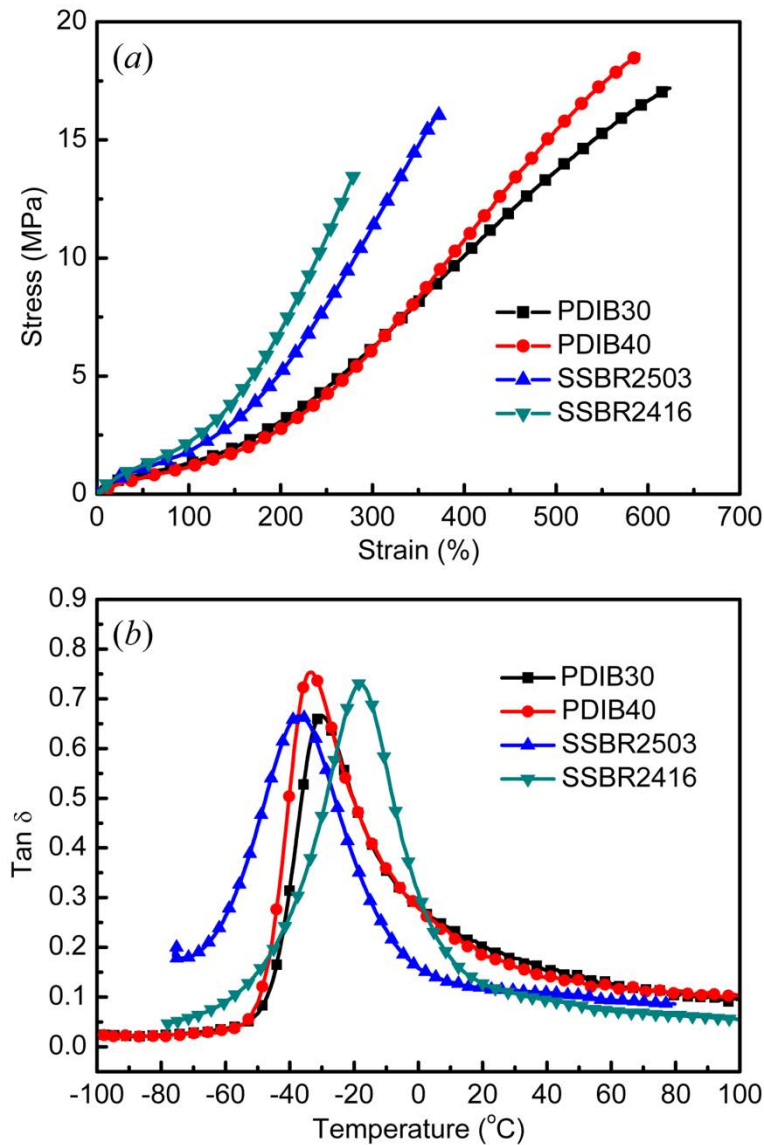 (a)
20
15
10
5
0
Stress (MPa)
PDIB30
PDIB40
SSBR2503
SSBR2416
0 100 200 300 400 500 600 700
Strain (%)
(b)
0.9
0.8
0.7
0.6
0.5
0.4
0.3
0.2
0.1
0.0
Tan δ
PDIB30
PDIB40
SSBR2503
SSBR2416
-100 -80 -60 -40 -20 0 20 40 60 80 100
Temperature (°C)